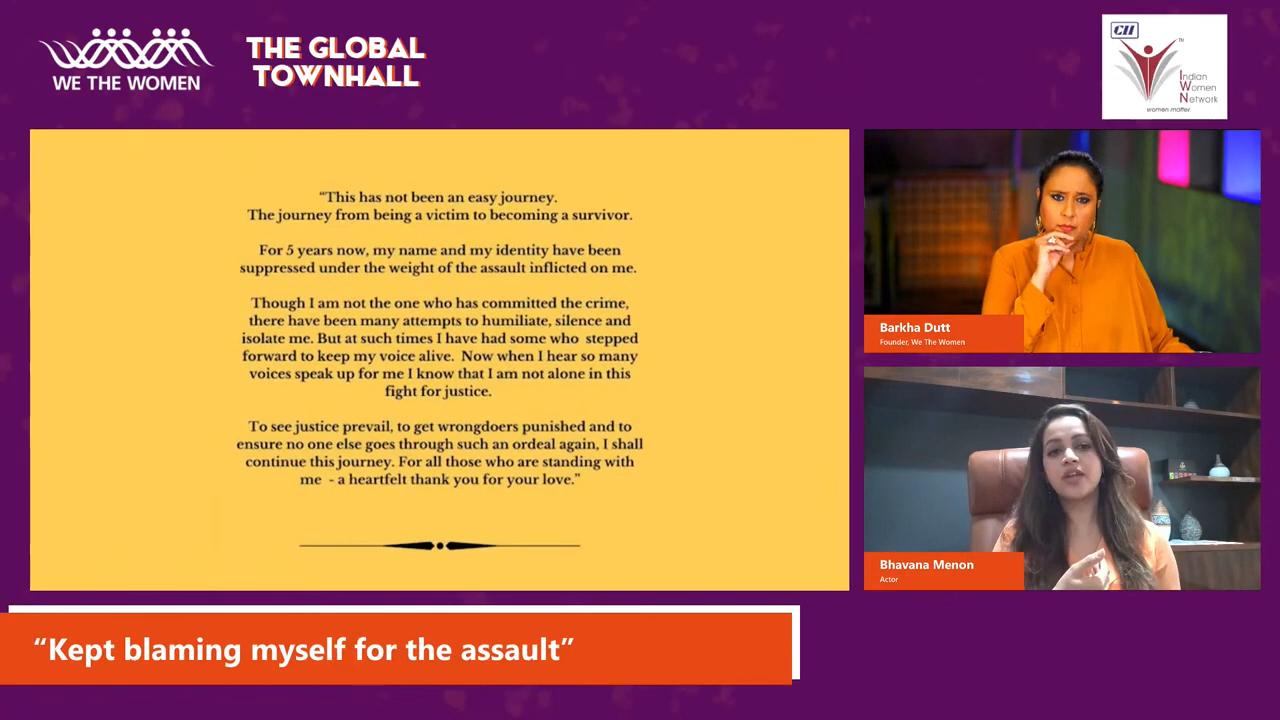 WE THE WOMEN
THE GLOBAL
TOWNHALL
CII
TM
Indian
Women
Network
women matter.
“This has not been an easy journey.
The journey from being a victim to becoming a survivor.
For 5 years now, my name and my identity have been
suppressed under the weight of the assault inflicted on me.
Though I am not the one who has committed the crime,
there have been many attempts to humiliate, silence and
isolate me. But at such times I have had some who stepped
forward to keep my voice alive. Now when I hear so many
voices speak up for me I know that I am not alone in this
fight for justice.
To see justice prevail, to get wrongdoers punished and to
ensure no one else goes through such an ordeal again, I shall
continue this journey. For all those who are standing with
me - a heartfelt thank you for your love.”
Barkha Dutt
Founder, We The Women
Bhavana Menon
Actor
“Kept blaming myself for the assault”